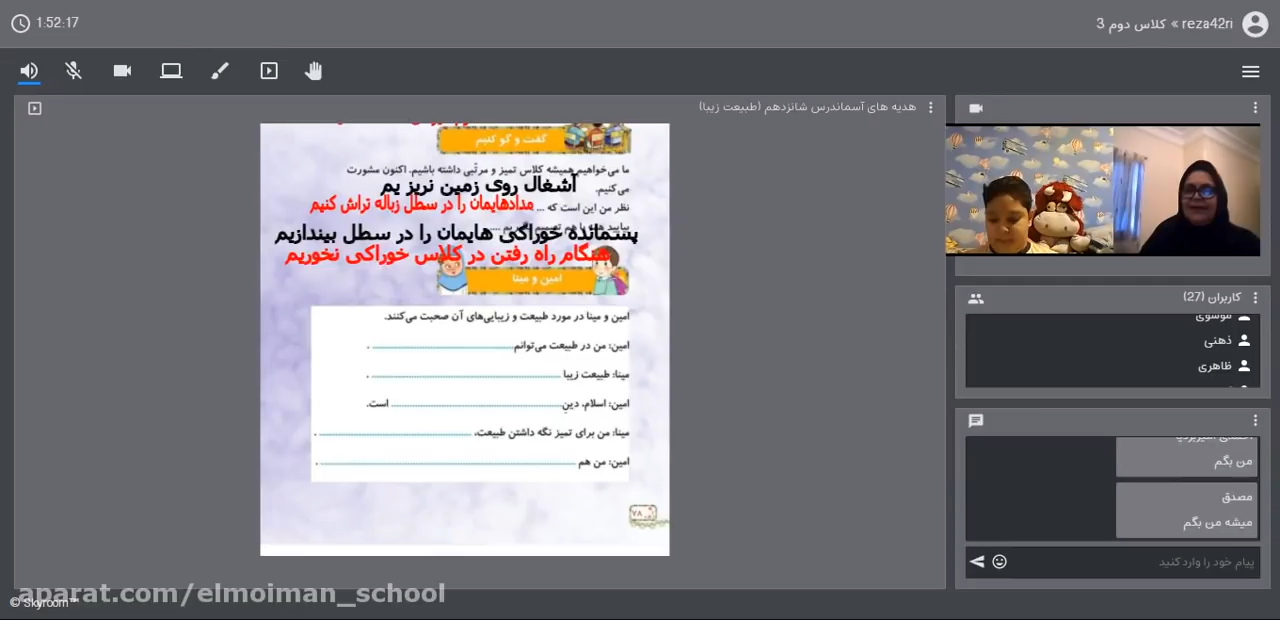 1:52:17
reza42ri » کلاس دوم 3
هدیه های آسماندرس شانزدهم (طبیعت زیبا)
گفت و گو کنیم
ما می‌خواهیم همیشه کلاس تمیز و مرتّبی داشته باشیم. اکنون مشورت
می‌کنیم.
آشغال روی زمین نریز یم
نظر من این است که ...
مدادهایمان را در سطل زباله تراش کنیم
پسمانده خوراکی هایمان را در سطل بیندازیم
هنگام راه رفتن در کلاس خوراکی نخوریم
امین و مینا
امین و مینا در مورد طبیعت و زیبایی‌های آن صحبت می‌کنند.
امین: من در طبیعت می‌توانم .
مینا: طبیعت زیبا .
امین: اسلام، دینِ است.
مینا: من برای تمیز نگه داشتن طبیعت، .
امین: من هم .
۷۸
کاربران (27)
موسوی
ذهنی
ظاهری
من بگم
مصدق
میشه من بگم
پیام خود را وارد کنید
aparat.com/elmoiman_school
© Skyroom™